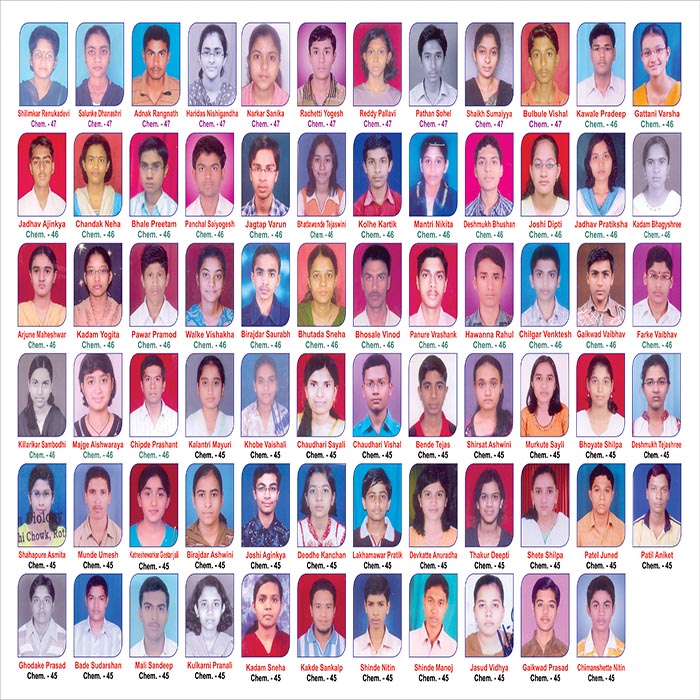 Shilimkar Renukadevi Salunke Dhanashri Adnak Rangnath Haridas Nishigandha Narkar Sanika Rachetti Yogesh Reddy Pallavi Pathan Sohel Shaikh Sumaiyya Bulbule Vishal Kawale Pradeep Gattani Varsha
Chem. - 47 Chem. - 47 Chem. - 47 Chem. - 47 Chem. - 47 Chem. - 47 Chem. - 47 Chem. - 47 Chem. - 47 Chem. - 47 Chem. - 46 Chem. - 46
Jadhav Ajinkya Chandak Neha Bhale Preetam Panchal Saiyogesh Jagtap Varun Bhatlawande Tejaswini Kolhe Kartik Mantri Nikita Deshmukh Bhushan Joshi Dipti Jadhav Pratiksha Kadam Bhagyshree
Chem. - 46 Chem. - 46 Chem. - 46 Chem. - 46 Chem. - 46 Chem. - 46 Chem. - 46 Chem. - 46 Chem. - 46 Chem. - 46 Chem. - 46 Chem. - 46
Arjune Maheshwar Kadam Yogita Pawar Pramod Walke Vishakha Birajdar Saurabh Bhutada Sneha Bhosale Vinod Panure Washank Hawanna Rahul Chilgar Venktesh Gaikwad Vaibhav Farke Vaibhav
Chem. - 46 Chem. - 46 Chem. - 46 Chem. - 46 Chem. - 46 Chem. - 46 Chem. - 46 Chem. - 46 Chem. - 46 Chem. - 46 Chem. - 46 Chem. - 46
Killarikar Sambodhi Majge Aishwaraya Chipde Prashant Kalantri Mayuri Khobe Vaishali Chaudhari Sayali Chaudhari Vishal Bende Tejas Shirsat Ashwini Murkute Sayli Bhoyate Shilpa Deshmukh Tejashree
Chem. - 46 Chem. - 46 Chem. - 45 Chem. - 45 Chem. - 45 Chem. - 45 Chem. - 45 Chem. - 45 Chem. - 45 Chem. - 45 Chem. - 45 Chem. - 45
Biology
hi Chowk, Rot
Shahapure Asmita Munde Umesh Katneshewarkar Geetanjali Birajdar Ashwini Joshi Aginkya Deodhe Kanchan Lakhamawar Pratik Devkatte Anuradha Thakur Deepti Shete Shilpa Patel Juned Patil Aniket
Chem. - 45 Chem. - 45 Chem. - 45 Chem. - 45 Chem. - 45 Chem. - 45 Chem. - 45 Chem. - 45 Chem. - 45 Chem. - 45 Chem. - 45 Chem. - 45
Ghodake Prasad Bade Sudarshan Mali Sandeep Kulkarni Pranali Kadam Sneha Kakde Sankalp Shinde Nitin Shinde Manoj Jasud Vidhya Gaikwad Prasad Chimanshette Nitin
Chem. - 45 Chem. - 45 Chem. - 45 Chem. - 45 Chem. - 45 Chem. - 45 Chem. - 45 Chem. - 45 Chem. - 45 Chem. - 45 Chem. - 45